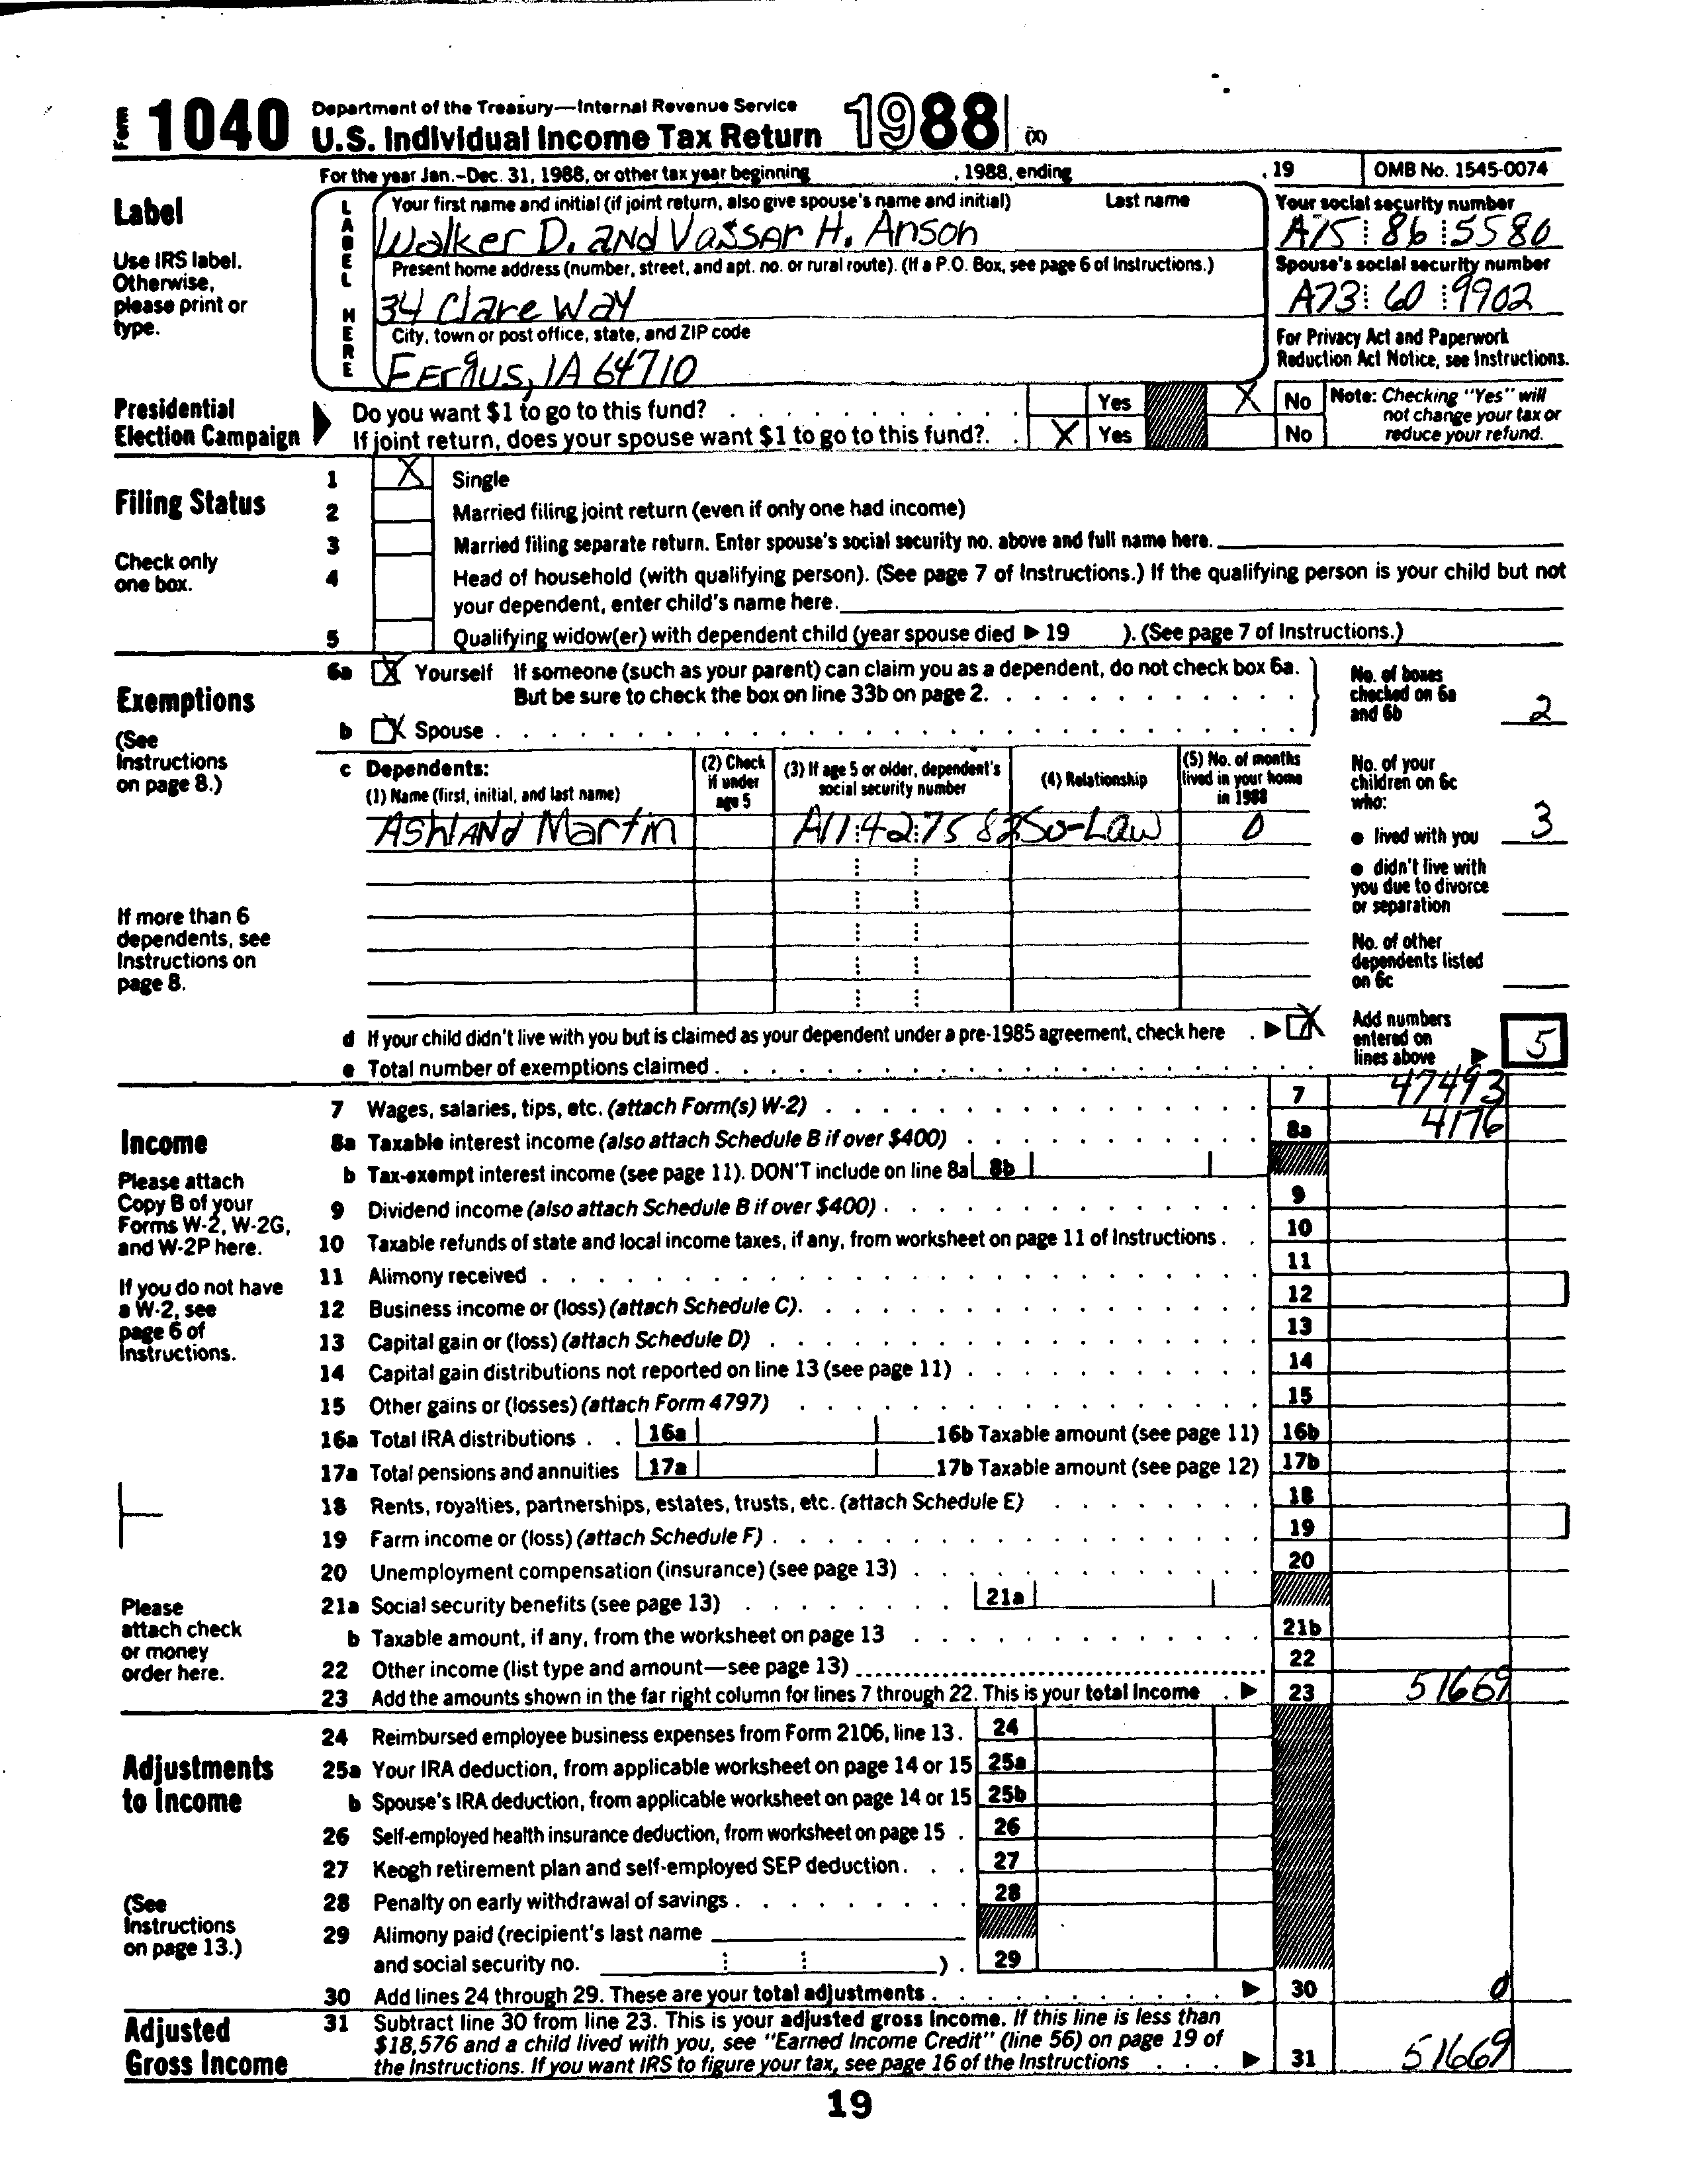 Form 1040 Department of the Treasury—Internal Revenue Service
U.S. Individual Income Tax Return 1988 (X)
For the year Jan.-Dec. 31, 1988, or other tax year beginning , 1988, ending , 19 OMB No. 1545-0074
Label
Use IRS label. Otherwise, please print or type.
LABEL HERE
Your first name and initial (if joint return, also give spouse's name and initial) Last name
Walker D. and Vassar H. Anson
Your social security number
A75 86 5580
Present home address (number, street, and apt. no. or rural route). (If a P.O. Box, see page 6 of Instructions.)
34 Clare Way
Spouse's social security number
A73 60 9902
City, town or post office, state, and ZIP code
Fergus, IA 64710
For Privacy Act and Paperwork Reduction Act Notice, see Instructions.
Presidential Election Campaign
Do you want $1 to go to this fund? Yes X No
If joint return, does your spouse want $1 to go to this fund? X Yes No
Note: Checking "Yes" will not change your tax or reduce your refund.
Filing Status
Check only one box.
1 X Single
2 Married filing joint return (even if only one had income)
3 Married filing separate return. Enter spouse's social security no. above and full name here.
4 Head of household (with qualifying person). (See page 7 of Instructions.) If the qualifying person is your child but not
your dependent, enter child's name here.
5 Qualifying widow(er) with dependent child (year spouse died ▶ 19 ). (See page 7 of Instructions.)
Exemptions
(See Instructions on page 8.)
6a X Yourself If someone (such as your parent) can claim you as a dependent, do not check box 6a.
But be sure to check the box on line 33b on page 2.
b X Spouse
No. of boxes checked on 6a and 6b 2
c Dependents:
(1) Name (first, initial, and last name)
(2) Check if under age 5
(3) If age 5 or older, dependent's social security number
(4) Relationship
(5) No. of months lived in your home in 1988
Ashland Martin A11 42 7582 So-Law 0
No. of your children on 6c who:
● lived with you 3
● didn't live with you due to divorce or separation
No. of other dependents listed on 6c
If more than 6 dependents, see Instructions on page 8.
d If your child didn't live with you but is claimed as your dependent under a pre-1985 agreement, check here ▶ X
e Total number of exemptions claimed
Add numbers entered on lines above ▶ 5
Income
Please attach Copy B of your Forms W-2, W-2G, and W-2P here.
If you do not have a W-2, see page 6 of Instructions.
Please attach check or money order here.
7 Wages, salaries, tips, etc. (attach Form(s) W-2) 7 47493
8a Taxable interest income (also attach Schedule B if over $400) 8a 4176
b Tax-exempt interest income (see page 11). DON'T include on line 8a 8b
9 Dividend income (also attach Schedule B if over $400) 9
10 Taxable refunds of state and local income taxes, if any, from worksheet on page 11 of Instructions 10
11 Alimony received 11
12 Business income or (loss) (attach Schedule C) 12
13 Capital gain or (loss) (attach Schedule D) 13
14 Capital gain distributions not reported on line 13 (see page 11) 14
15 Other gains or (losses) (attach Form 4797) 15
16a Total IRA distributions 16a 16b Taxable amount (see page 11) 16b
17a Total pensions and annuities 17a 17b Taxable amount (see page 12) 17b
18 Rents, royalties, partnerships, estates, trusts, etc. (attach Schedule E) 18
19 Farm income or (loss) (attach Schedule F) 19
20 Unemployment compensation (insurance) (see page 13) 20
21a Social security benefits (see page 13) 21a
b Taxable amount, if any, from the worksheet on page 13 21b
22 Other income (list type and amount—see page 13) 22
23 Add the amounts shown in the far right column for lines 7 through 22. This is your total income ▶ 23 51669
Adjustments to Income
(See Instructions on page 13.)
24 Reimbursed employee business expenses from Form 2106, line 13 24
25a Your IRA deduction, from applicable worksheet on page 14 or 15 25a
b Spouse's IRA deduction, from applicable worksheet on page 14 or 15 25b
26 Self-employed health insurance deduction, from worksheet on page 15 26
27 Keogh retirement plan and self-employed SEP deduction 27
28 Penalty on early withdrawal of savings 28
29 Alimony paid (recipient's last name
and social security no. ) 29
30 Add lines 24 through 29. These are your total adjustments ▶ 30 0
Adjusted Gross Income
31 Subtract line 30 from line 23. This is your adjusted gross income. If this line is less than
$18,576 and a child lived with you, see "Earned Income Credit" (line 56) on page 19 of
the Instructions. If you want IRS to figure your tax, see page 16 of the Instructions ▶ 31 51669
19